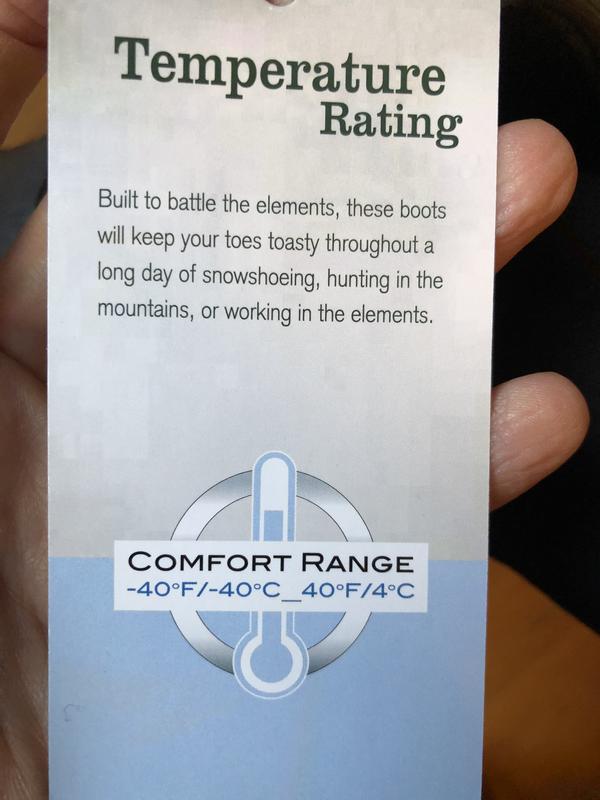 Temperature
Rating
Built to battle the elements, these boots
will keep your toes toasty throughout a
long day of snowshoeing, hunting in the
mountains, or working in the elements.
COMFORT RANGE
-40°F/-40°C_40°F/4°C